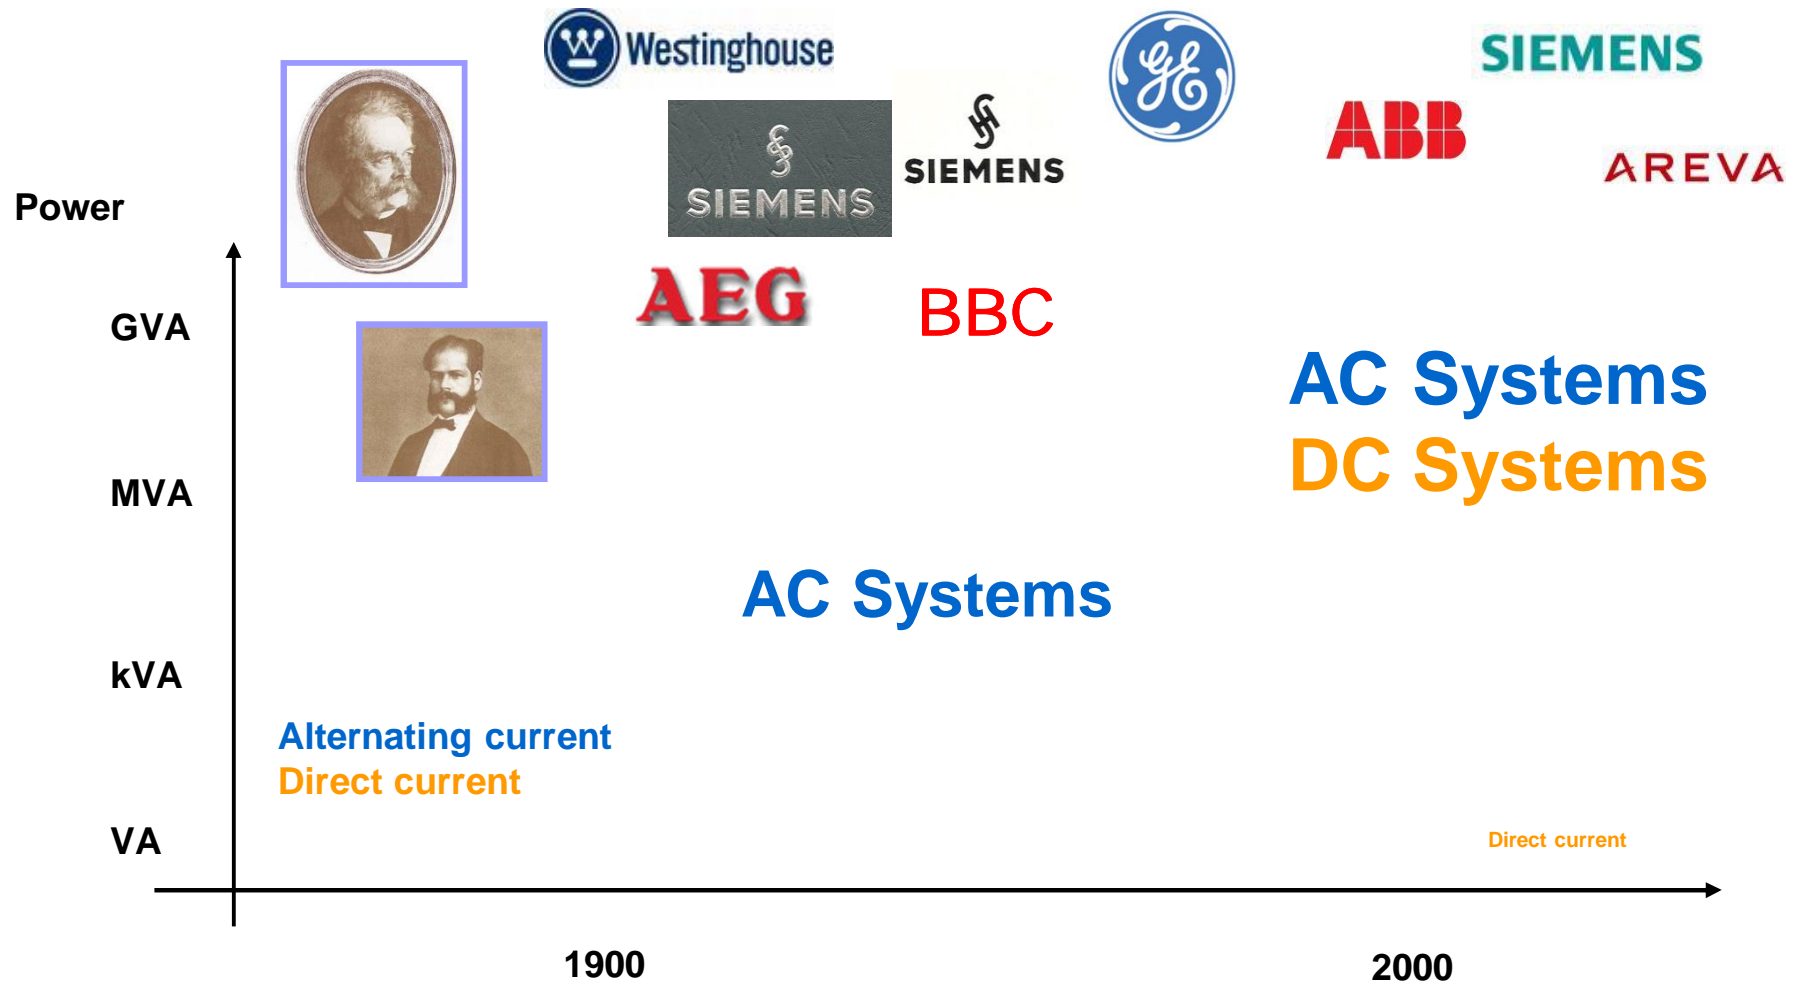 Westinghouse
SIEMENS
SIEMENS
GE
SIEMENS
ABB
AREVA
Power
AEG
BBC
GVA
AC Systems
DC Systems
MVA
AC Systems
kVA
Alternating current
Direct current
VA
Direct current
1900
2000